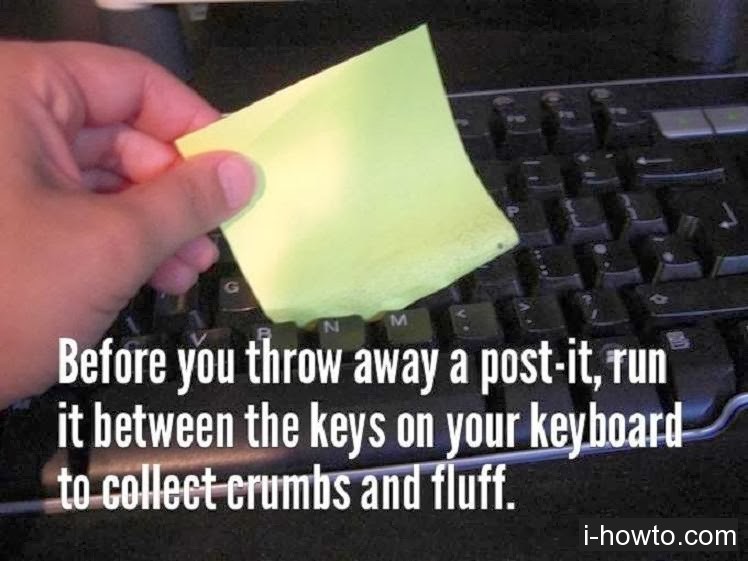 F8
P
G
V
B
N
M
<
,
>
?
/
Before you throw away a post-it, run
it between the keys on your keyboard
to collect crumbs and fluff.
i-howto.com